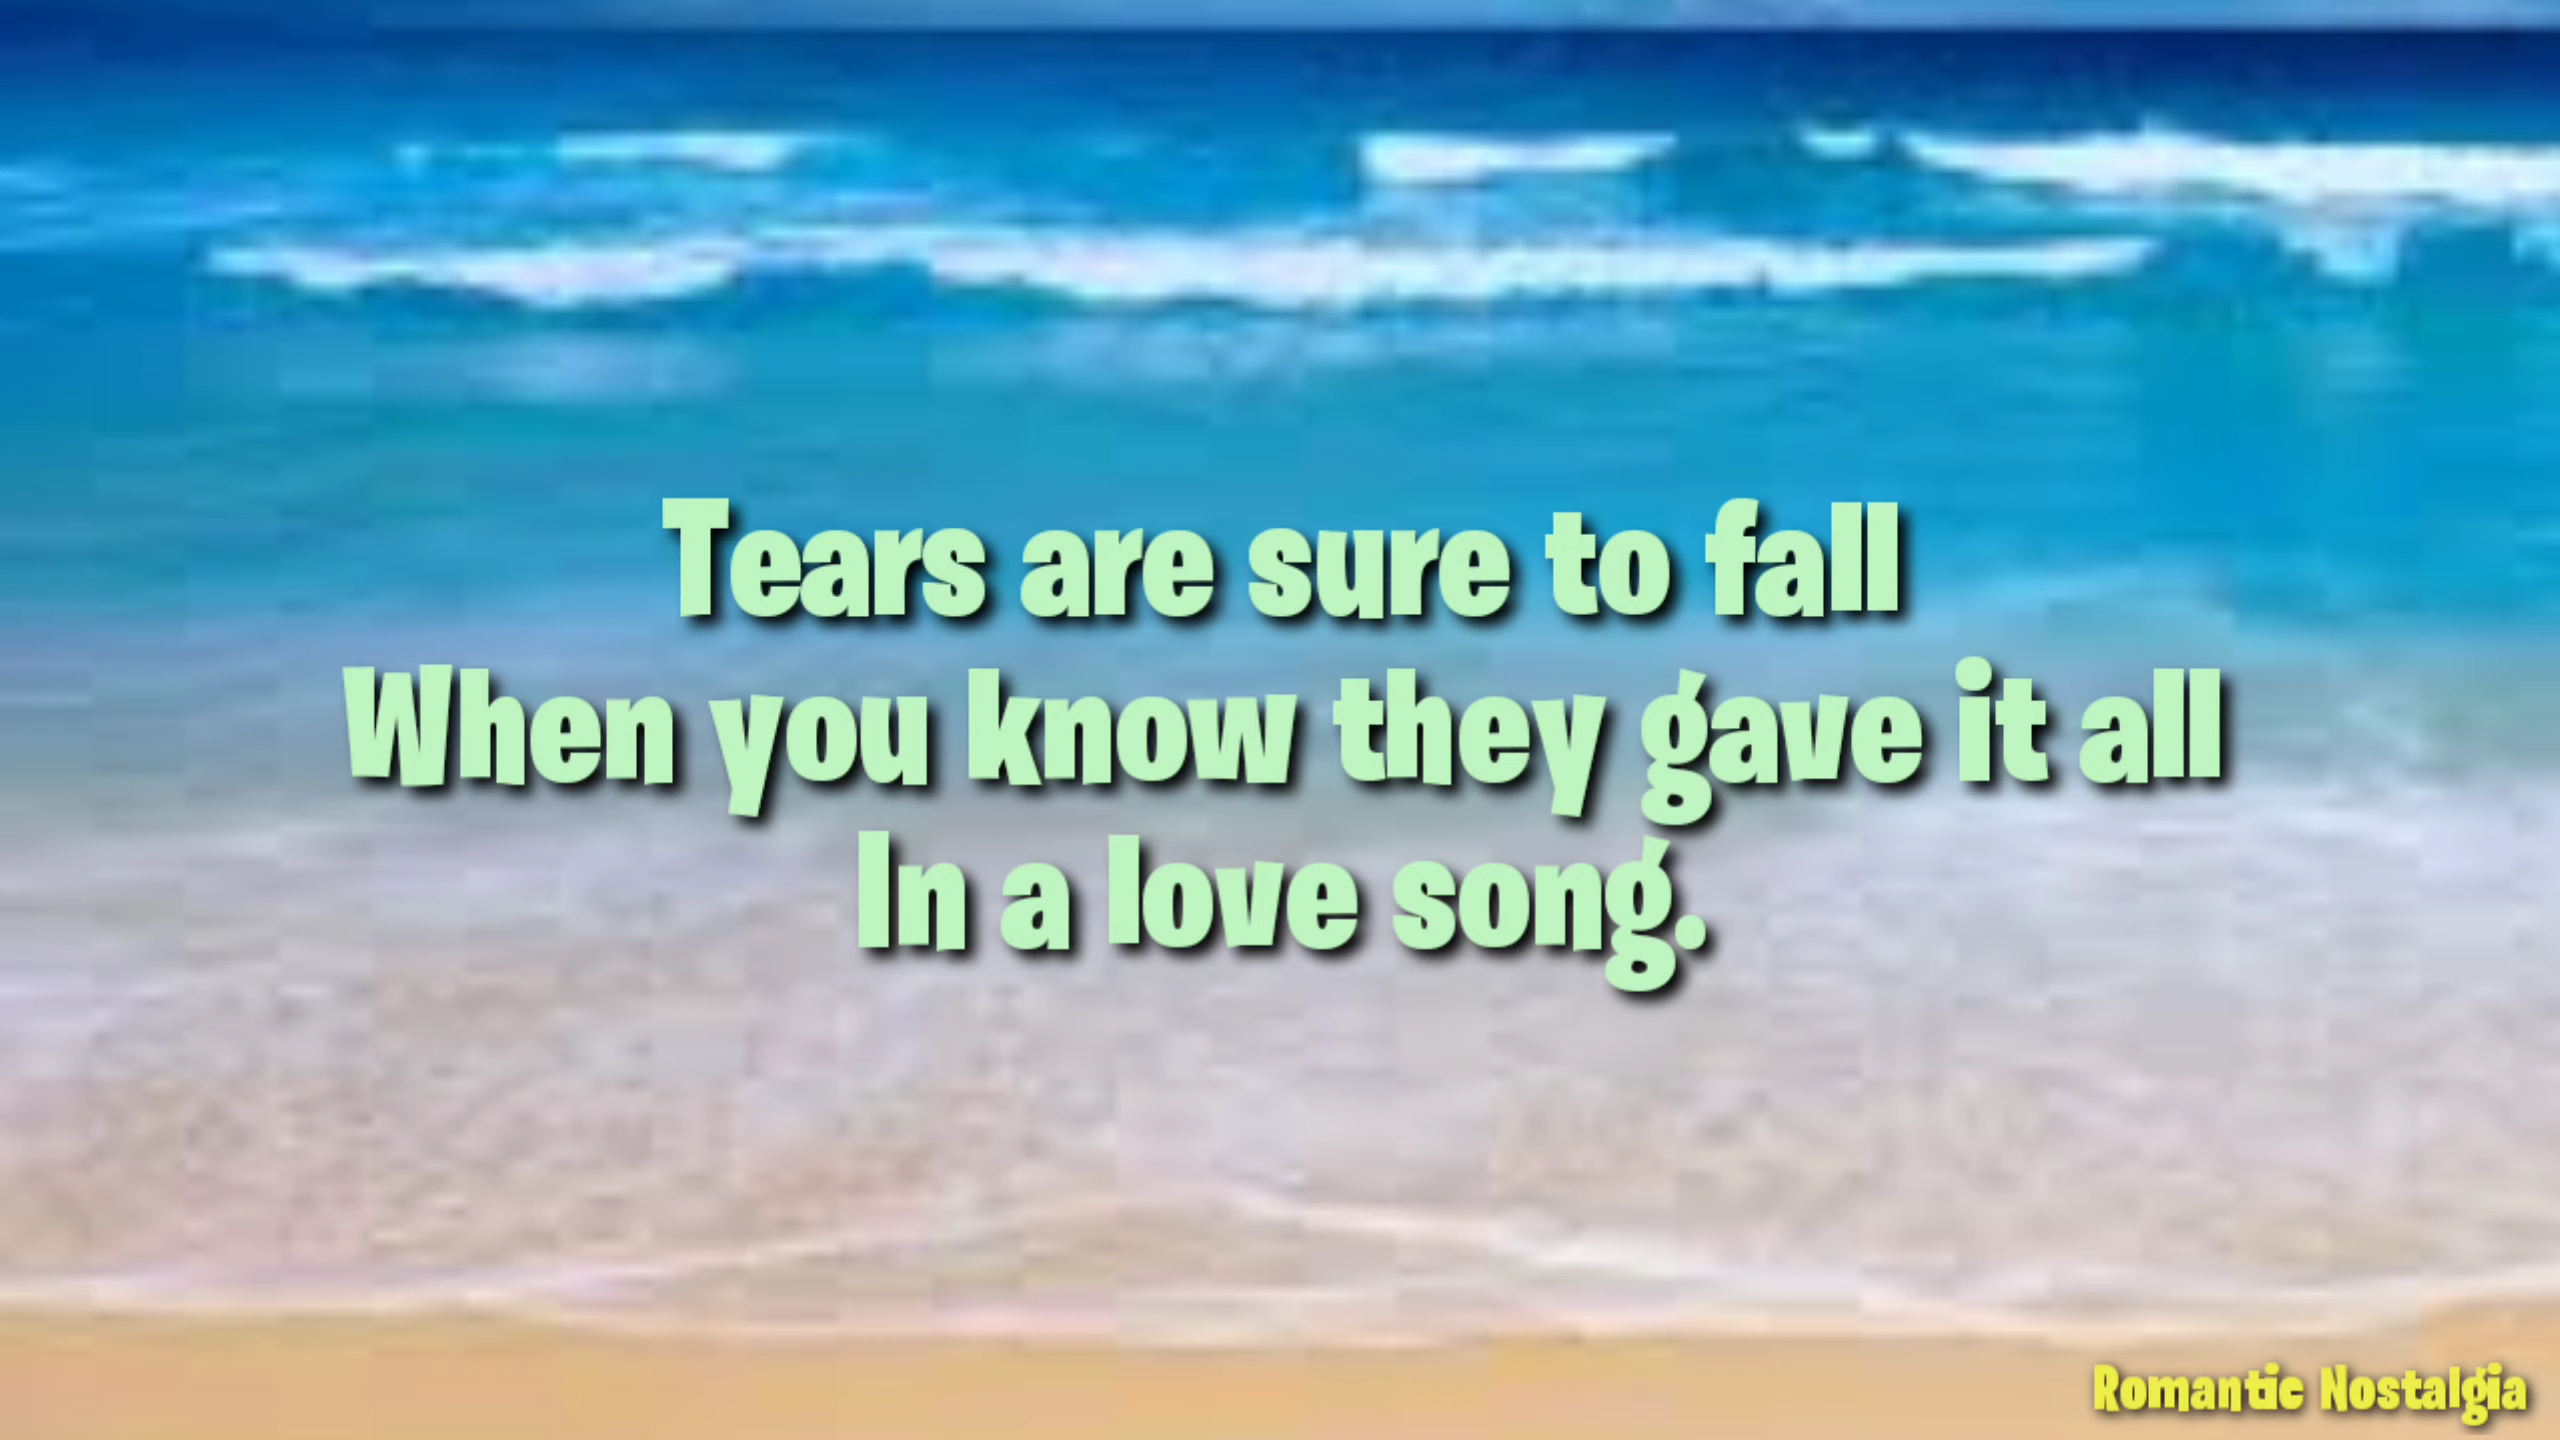 Tears are sure to fall
When you know they gave it all
In a love song.
Romantic Nostalgia